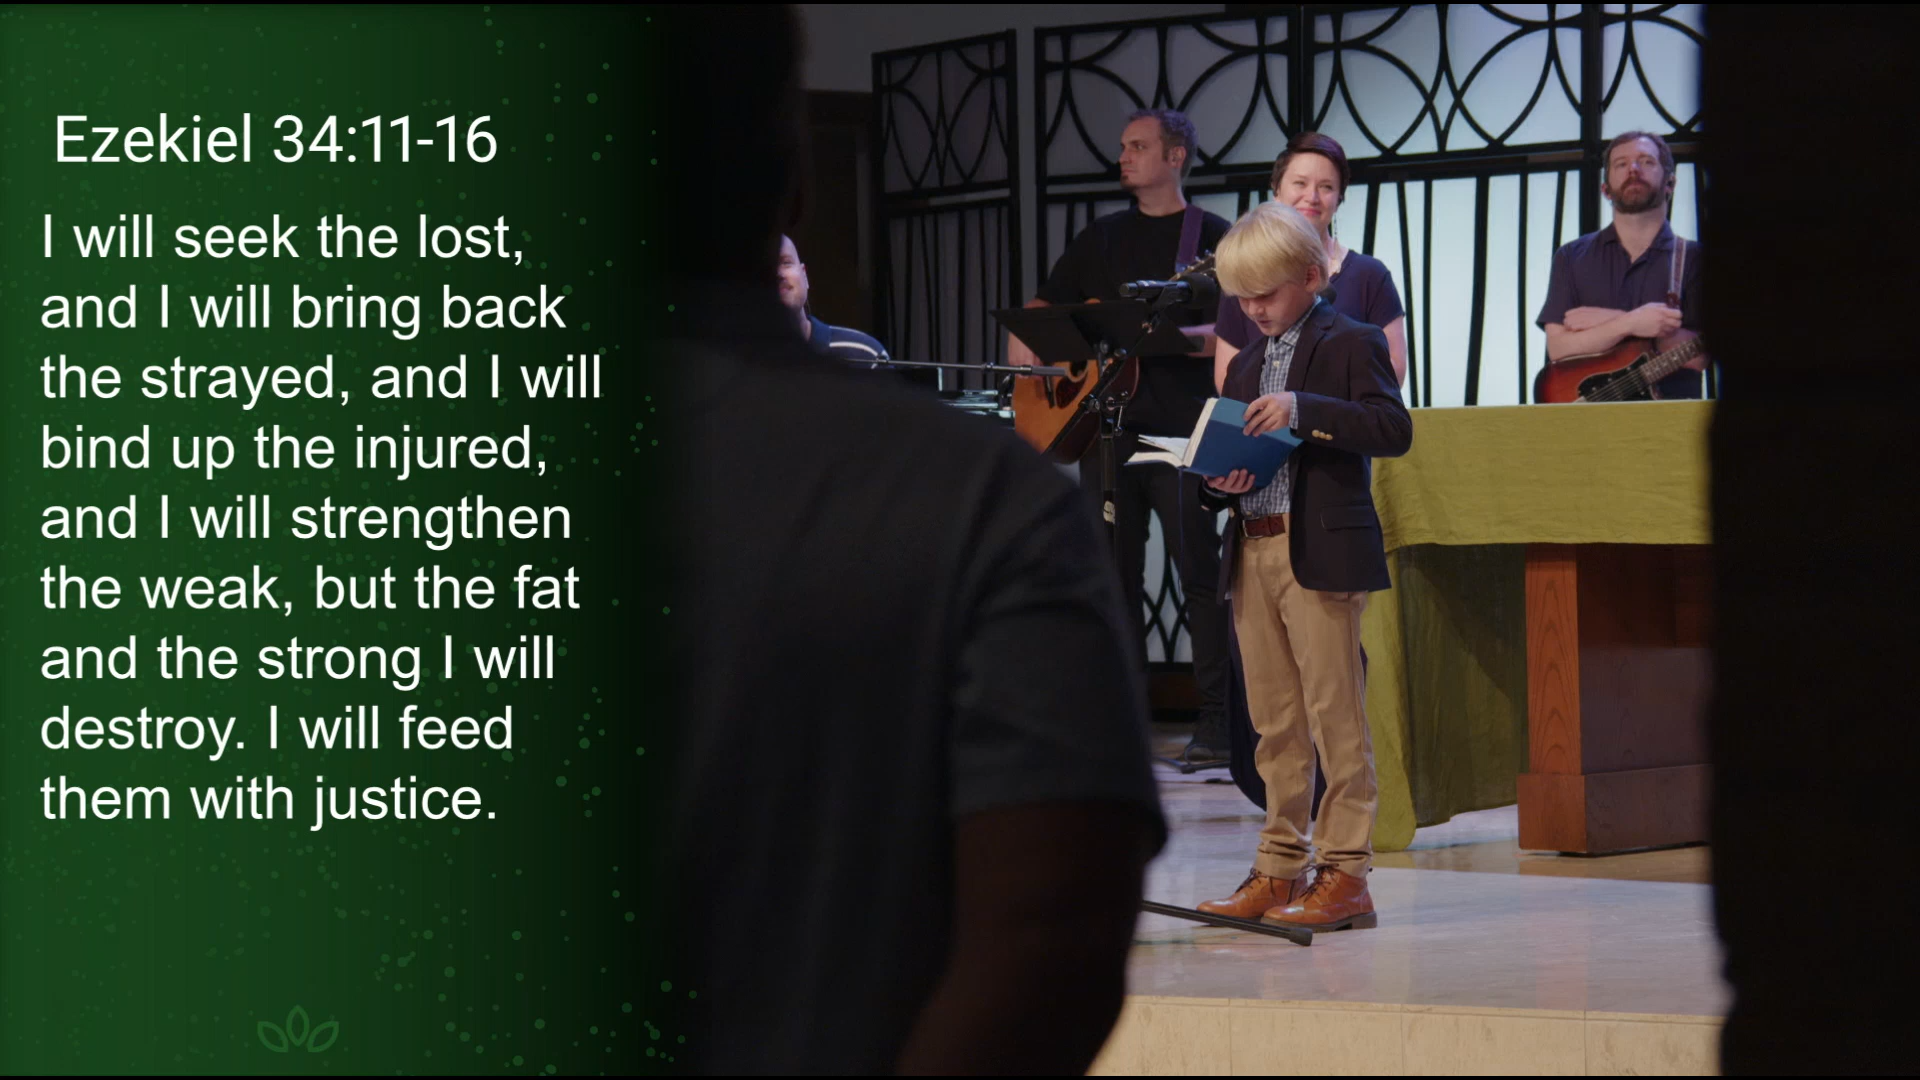 Ezekiel 34:11-16
I will seek the lost,
and I will bring back
the strayed, and I will
bind up the injured,
and I will strengthen
the weak, but the fat
and the strong I will
destroy. I will feed
them with justice.